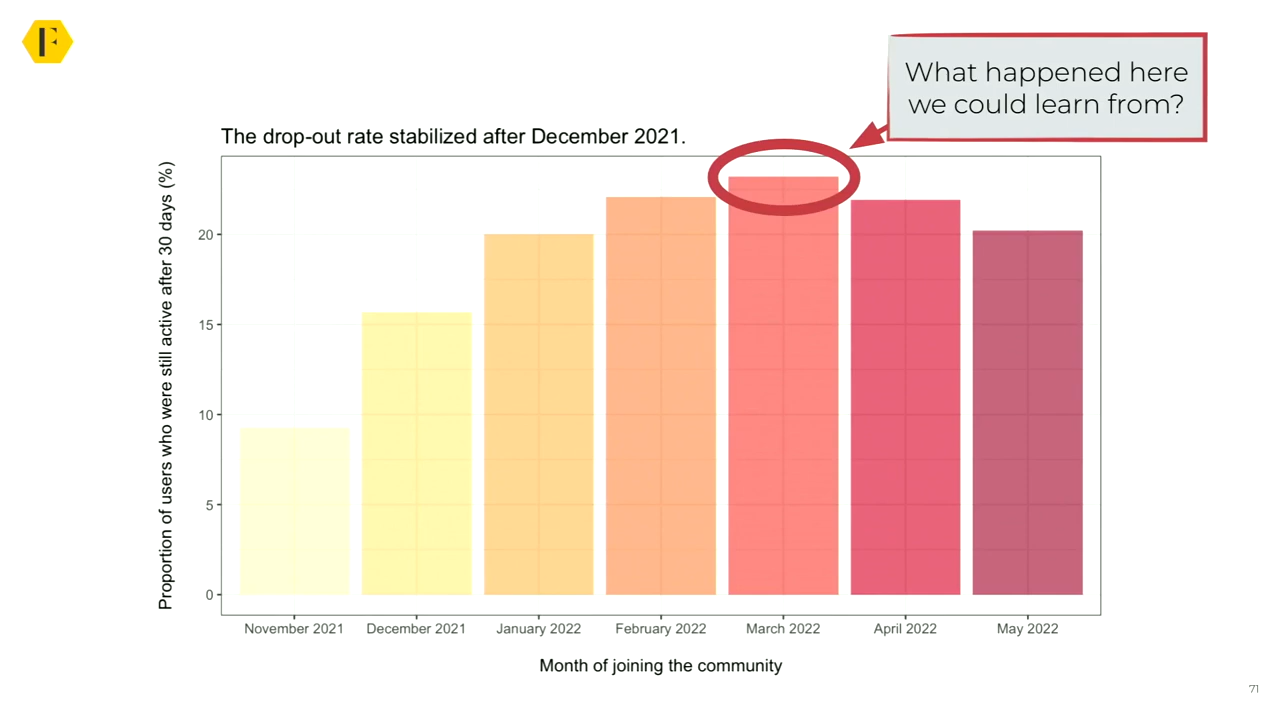 F
What happened here
we could learn from?
The drop-out rate stabilized after December 2021.
Proportion of users who were still active after 30 days (%)
20
15
10
5
0
November 2021 December 2021 January 2022 February 2022 March 2022 April 2022 May 2022
Month of joining the community
71